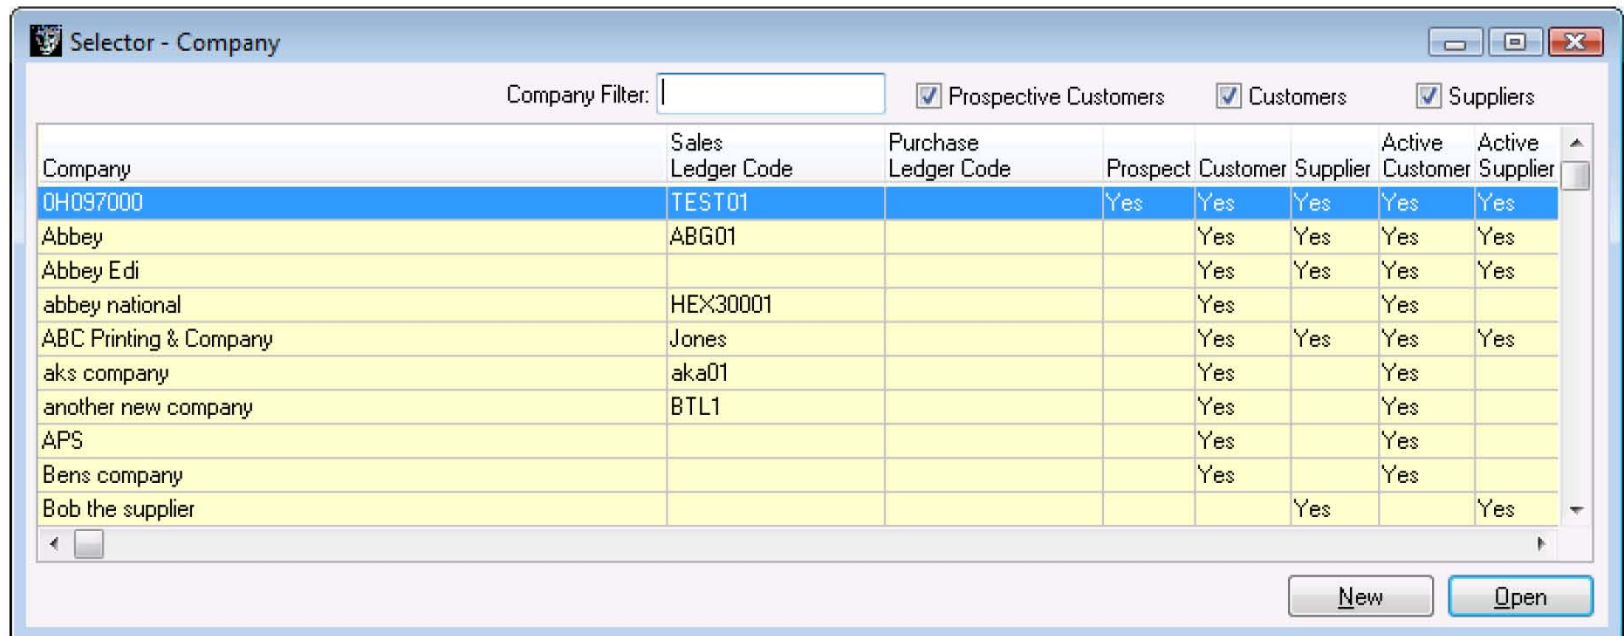 Selector - Company
Company Filter: Prospective Customers Customers Suppliers
Sales Purchase Active Active
Company Ledger Code Ledger Code Prospect Customer Supplier Customer Supplier
0H097000 TEST01 Yes Yes Yes Yes Yes
Abbey ABG01 Yes Yes Yes Yes
Abbey Edi Yes Yes Yes Yes
abbey national HEX30001 Yes Yes
ABC Printing & Company Jones Yes Yes Yes Yes
aks company aka01 Yes Yes
another new company BTL1 Yes Yes
APS Yes Yes
Bens company Yes Yes
Bob the supplier Yes Yes
New Open